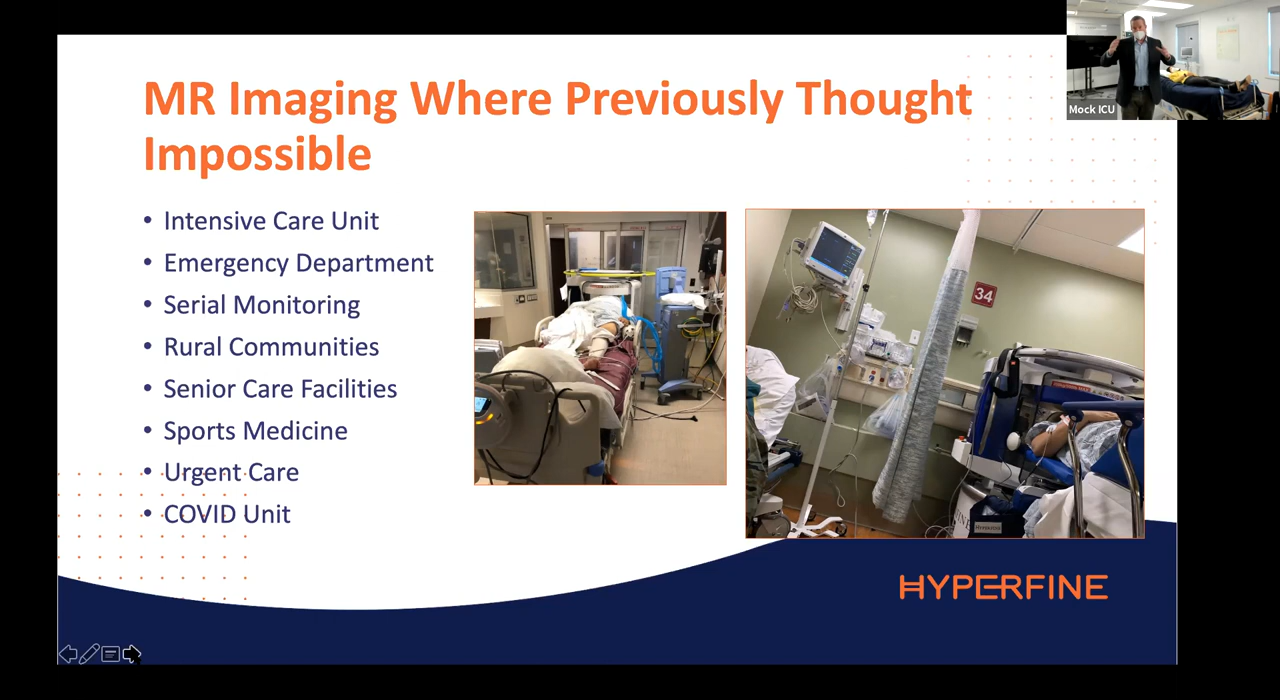 MR Imaging Where Previously Thought
Impossible
• Intensive Care Unit
• Emergency Department
• Serial Monitoring
• Rural Communities
• Senior Care Facilities
• Sports Medicine
• Urgent Care
• COVID Unit
34
HYPERFINE
Mock ICU